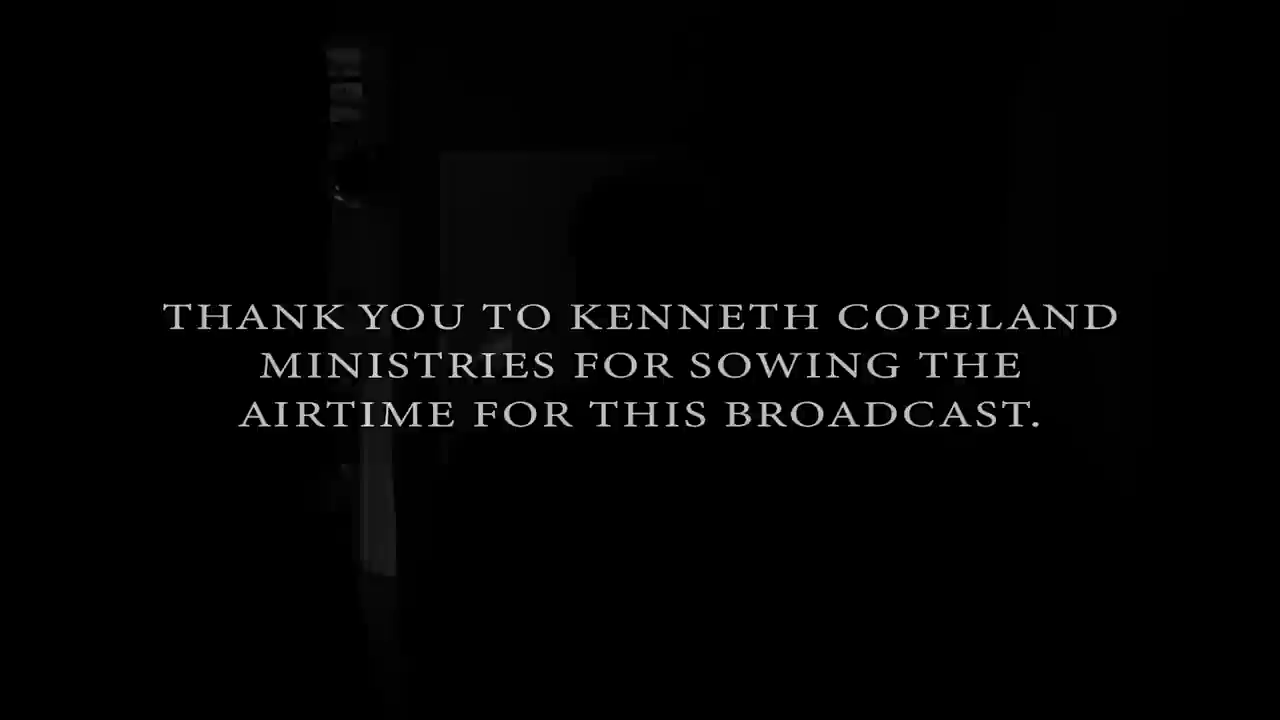 THANK YOU TO KENNETH COPELAND
MINISTRIES FOR SOWING THE
AIRTIME FOR THIS BROADCAST.